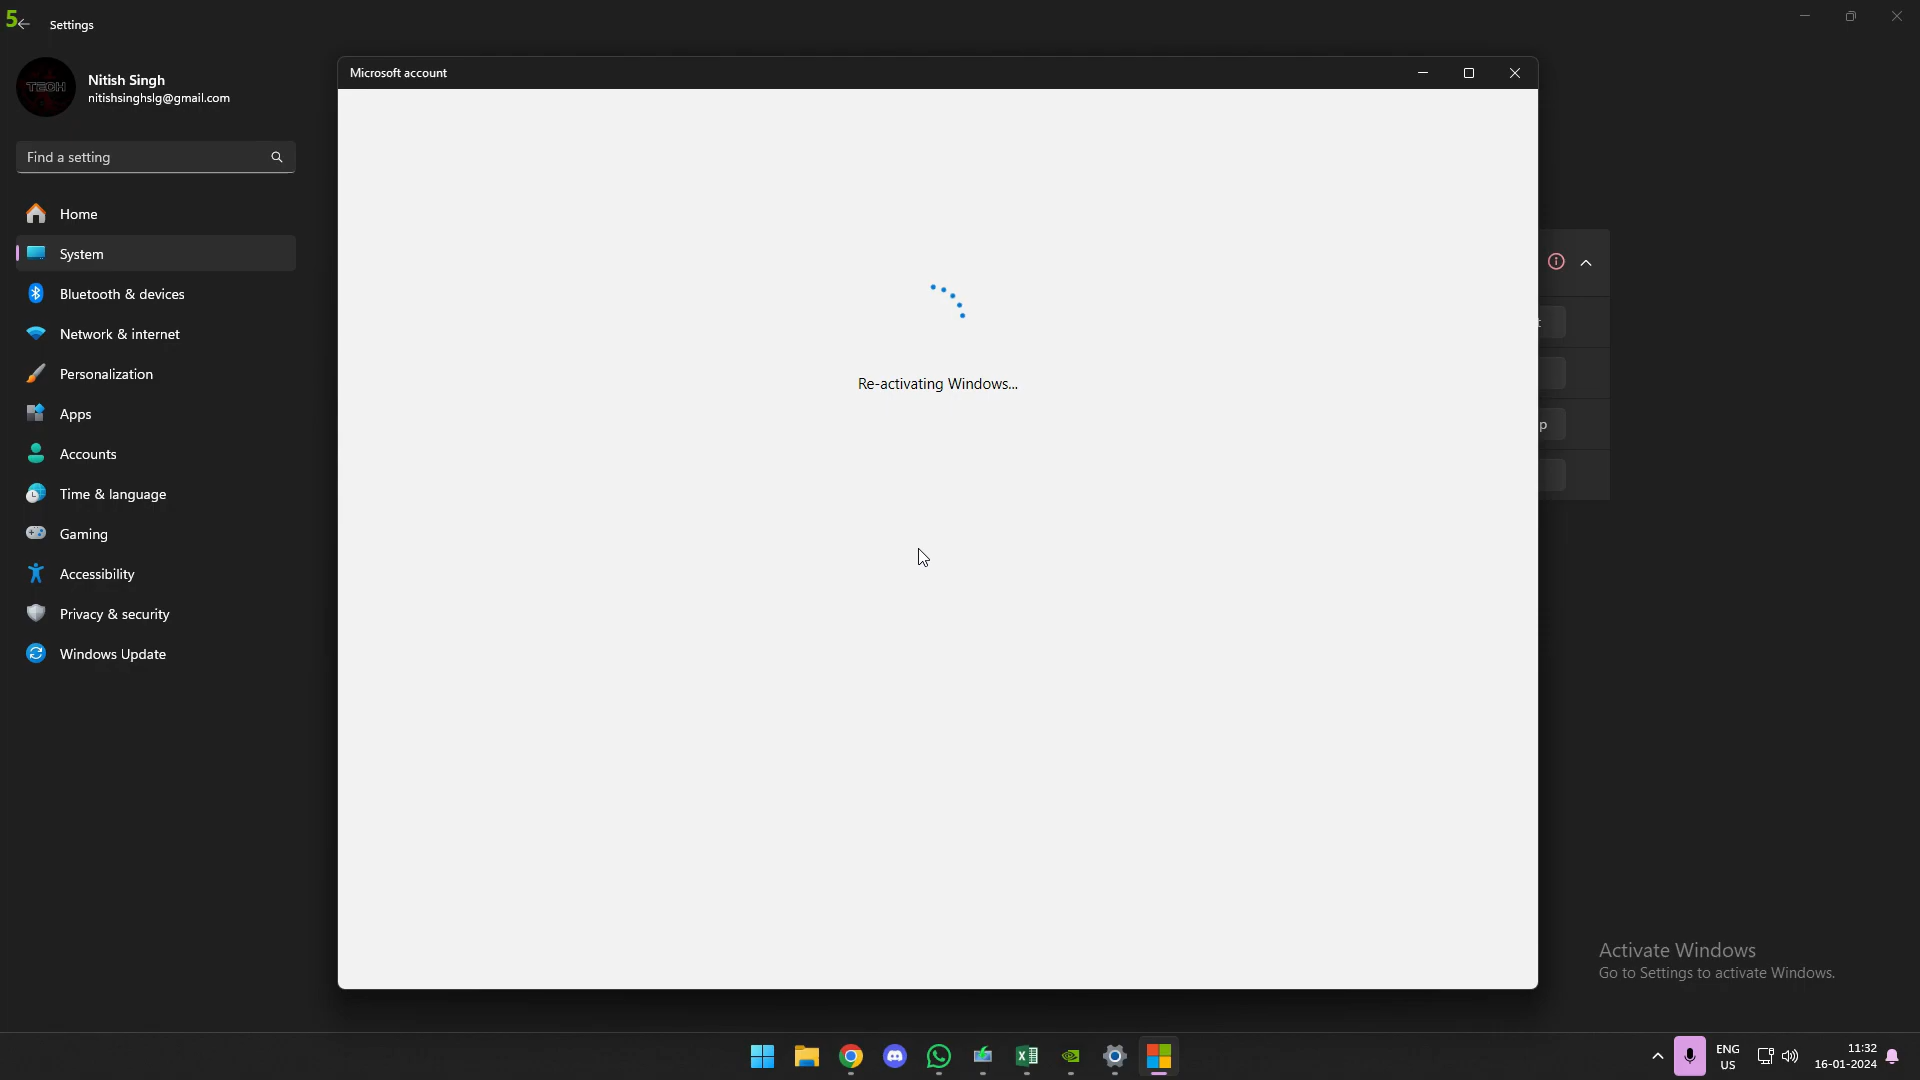 5
Settings
TECH
Nitish Singh
nitishsinghslg@gmail.com
Find a setting
Home
System
Bluetooth & devices
Network & internet
Personalization
Apps
Accounts
Time & language
Gaming
Accessibility
Privacy & security
Windows Update
Microsoft account
Re-activating Windows...
t
p
Activate Windows
Go to Settings to activate Windows.
ENG
US
11:32
16-01-2024